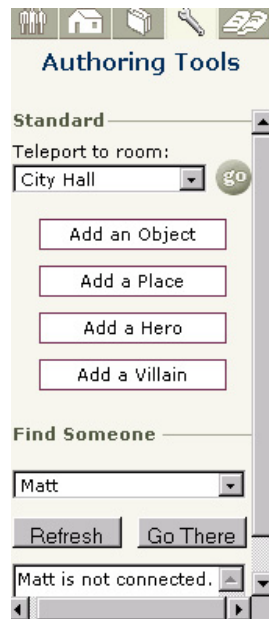 Authoring Tools
Standard
Teleport to room:
City Hall
go
Add an Object
Add a Place
Add a Hero
Add a Villain
Find Someone
Matt
Refresh Go There
Matt is not connected.